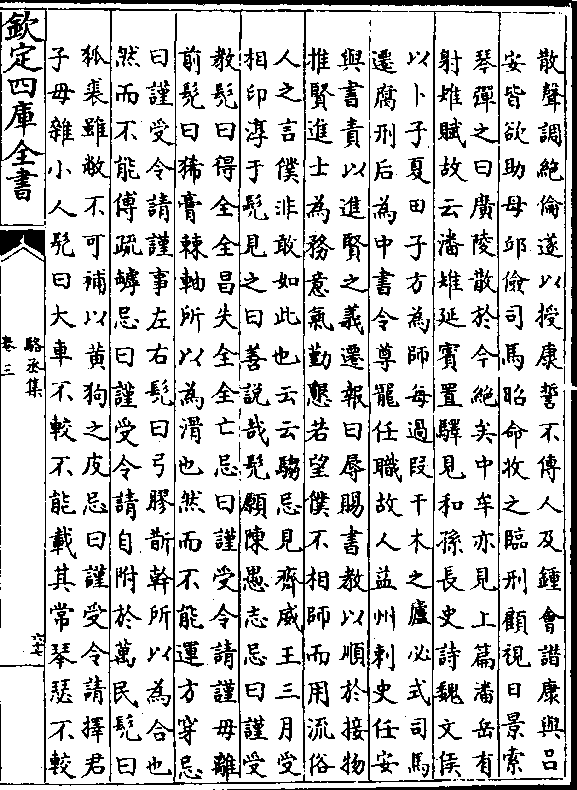 散聲調絶倫遂以授康誓不傳人及鍾會譖康與吕
安皆欲助毋邱儉司馬昭命收之臨刑顧視日景索
琴彈之曰廣陵散於今絶矣中牟亦見上篇潘岳有
射雉賦故云潘雉延賓置驛見和孫長史詩魏文侯
以卜子夏田子方為師每過段干木之廬必式司馬
遷腐刑后為中書令尊寵任職故人益州刺史任安
與書責以進賢之義遷報曰辱賜書教以順於接物
推賢進士為務意氣勤懇若望僕不相師而用流俗
人之言僕非敢如此也云云騶忌見齊威王三月受
相印淳于髡見之曰善説哉髡願陳愚志忌曰謹受
教髡曰得全全昌失全全亡忌曰謹受令請謹毋離
前髡曰狶膏棘軸所以為滑也然而不能運方穿忌
曰謹受令請謹事左右髡曰弓膠昕幹所以為合也
然而不能傅疏罅忌曰謹受令請自附於萬民髡曰
狐裘雖敝不可補以黄狗之皮忌曰謹受令請擇君
子毋雜小人髡曰大車不較不能載其常琴瑟不較
欽定四庫全書
駱丞集
卷三
六十七